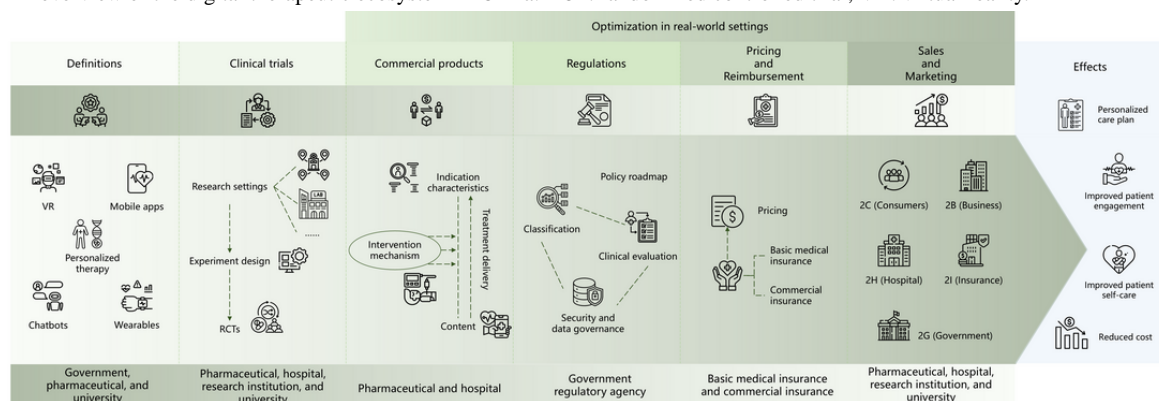 Optimization in real-world settings
Definitions
Clinical trials
Commercial products
Regulations
Pricing
and
Reimbursement
Sales
and
Marketing
Effects
VR
Mobile apps
Personalized
therapy
Chatbots
Wearables
Research settings
LAB
......
Experiment design
RCTs
Indication
characteristics
Intervention
mechanism
Treatment delivery
Content
Policy roadmap
Classification
Clinical evaluation
Security and
data governance
Pricing
Basic medical
insurance
Commercial
insurance
2C (Consumers)
2B (Business)
2H (Hospital)
2I (Insurance)
2G (Government)
Personalized
care plan
Improved patient
engagement
Improved patient
self-care
Reduced cost
Government,
pharmaceutical, and
university
Pharmaceutical, hospital,
research institution, and
university
Pharmaceutical and hospital
Government
regulatory agency
Basic medical insurance
and commercial insurance
Pharmaceutical, hospital,
research institution, and
university